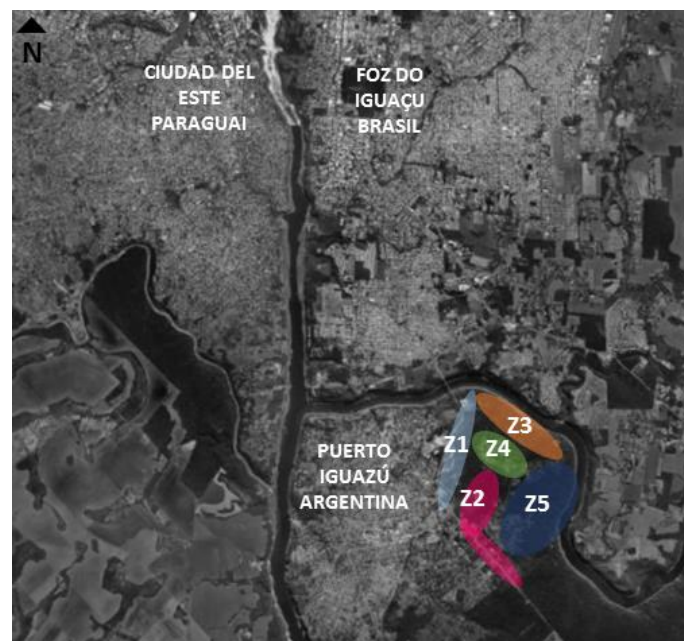 N
CIUDAD DEL
ESTE
PARAGUAI
FOZ DO
IGUAÇU
BRASIL
PUERTO
IGUAZÚ
ARGENTINA
Z1
Z3
Z4
Z2
Z5